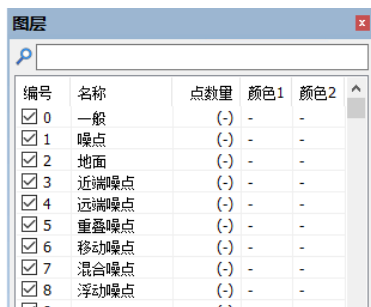 图层
编号 名称 点数量 颜色1 颜色2
0 一般 (-) - -
1 噪点 (-) - -
2 地面 (-) - -
3 近端噪点 (-) - -
4 远端噪点 (-) - -
5 重叠噪点 (-) - -
6 移动噪点 (-) - -
7 混合噪点 (-) - -
8 浮动噪点 (-) - -